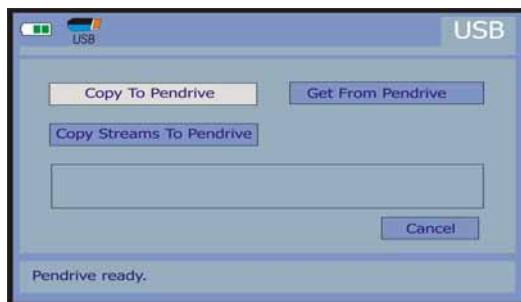 USB
USB
Copy To Pendrive
Get From Pendrive
Copy Streams To Pendrive
Cancel
Pendrive ready.